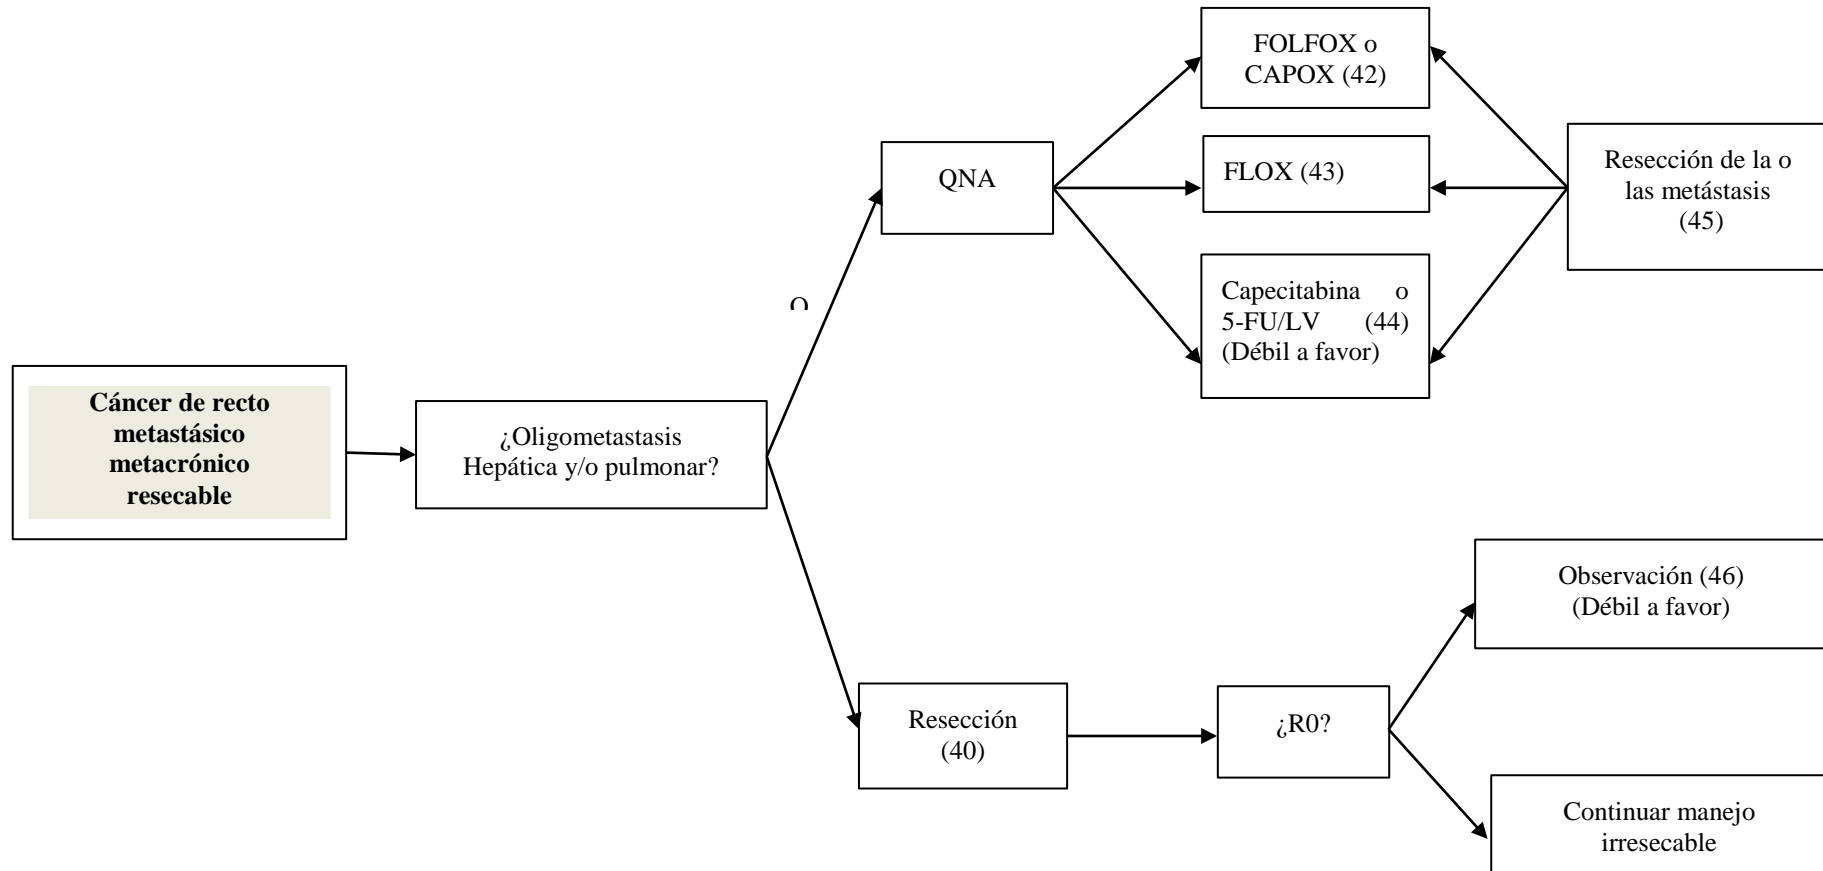 Cáncer de recto
metastásico
metacrónico
resecable
¿Oligometastasis
Hepática y/o pulmonar?
O
QNA
FOLFOX o
CAPOX (42)
FLOX (43)
Capecitabina o
5-FU/LV (44)
(Débil a favor)
Resección de la o
las metástasis
(45)
Resección
(40)
¿R0?
Observación (46)
(Débil a favor)
Continuar manejo
irresecable